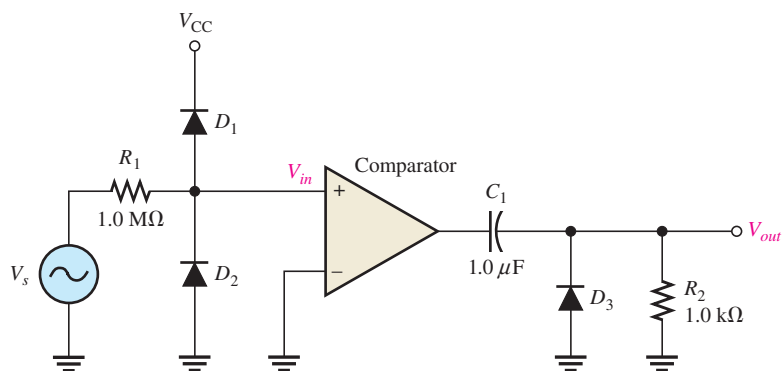 V_CC
D_1
R_1
1.0 MΩ
V_s
D_2
V_in
Comparator
+
−
C_1
1.0 μF
D_3
R_2
1.0 kΩ
V_out